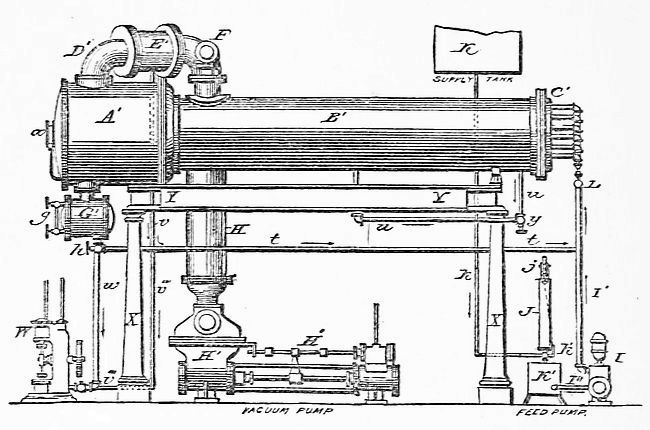 D' E' F K
SUPPLY TANK
A' B' C'
a
g G'' I Y u L
v H u y
h t t
w v'' k j
J I'
W X X
H' H'' k' I
v''' K' I''
VACUUM PUMP FEED PUMP.